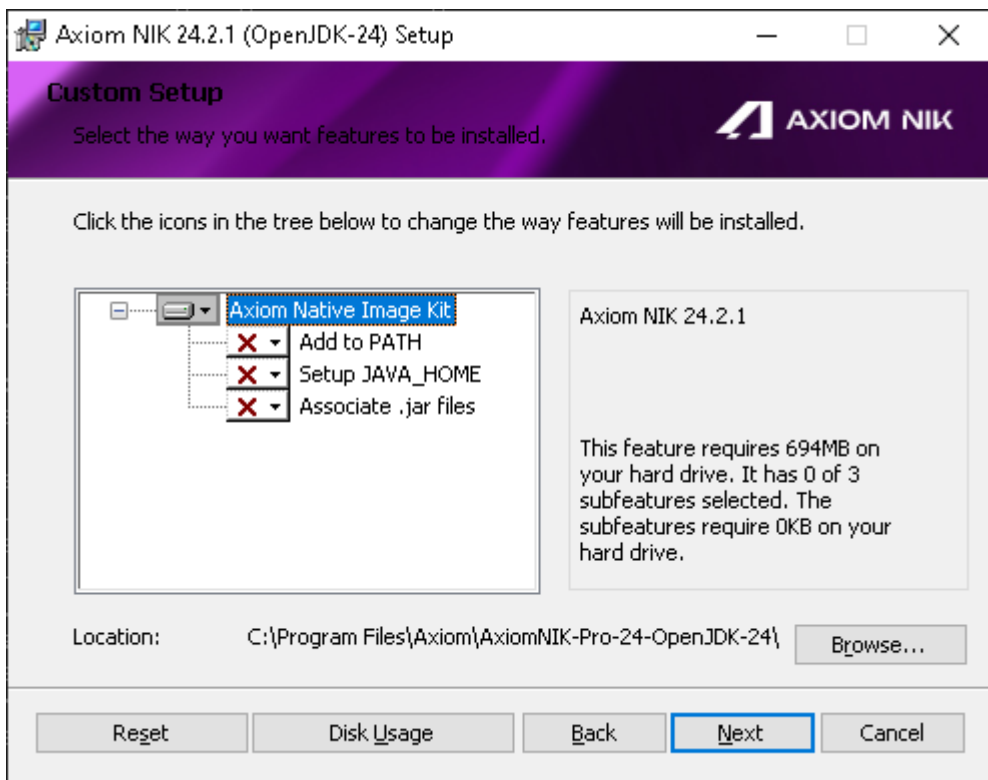 Axiom NIK 24.2.1 (OpenJDK-24) Setup
Custom Setup
Select the way you want features to be installed.
AXIOM NIK
Click the icons in the tree below to change the way features will be installed.
Axiom Native Image Kit
Add to PATH
Setup JAVA_HOME
Associate .jar files
Axiom NIK 24.2.1
This feature requires 694MB on
your hard drive. It has 0 of 3
subfeatures selected. The
subfeatures require 0KB on your
hard drive.
Location: C:\Program Files\Axiom\AxiomNIK-Pro-24-OpenJDK-24\
Browse...
Reset Disk Usage Back Next Cancel